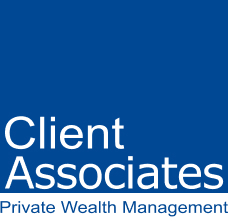 Client
Associates
Private Wealth Management